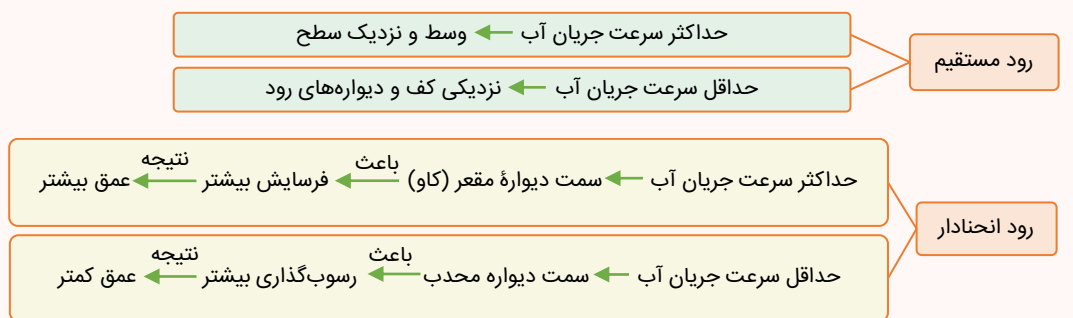 رود مستقیم
حداکثر سرعت جریان آب ← وسط و نزدیک سطح
حداقل سرعت جریان آب ← نزدیکی کف و دیواره‌های رود
رود انحنادار
حداکثر سرعت جریان آب ← سمت دیوارهٔ مقعر (کاو) ← باعث فرسایش بیشتر ← نتیجه عمق بیشتر
حداقل سرعت جریان آب ← سمت دیواره محدب ← باعث رسوب‌گذاری بیشتر ← نتیجه عمق کمتر